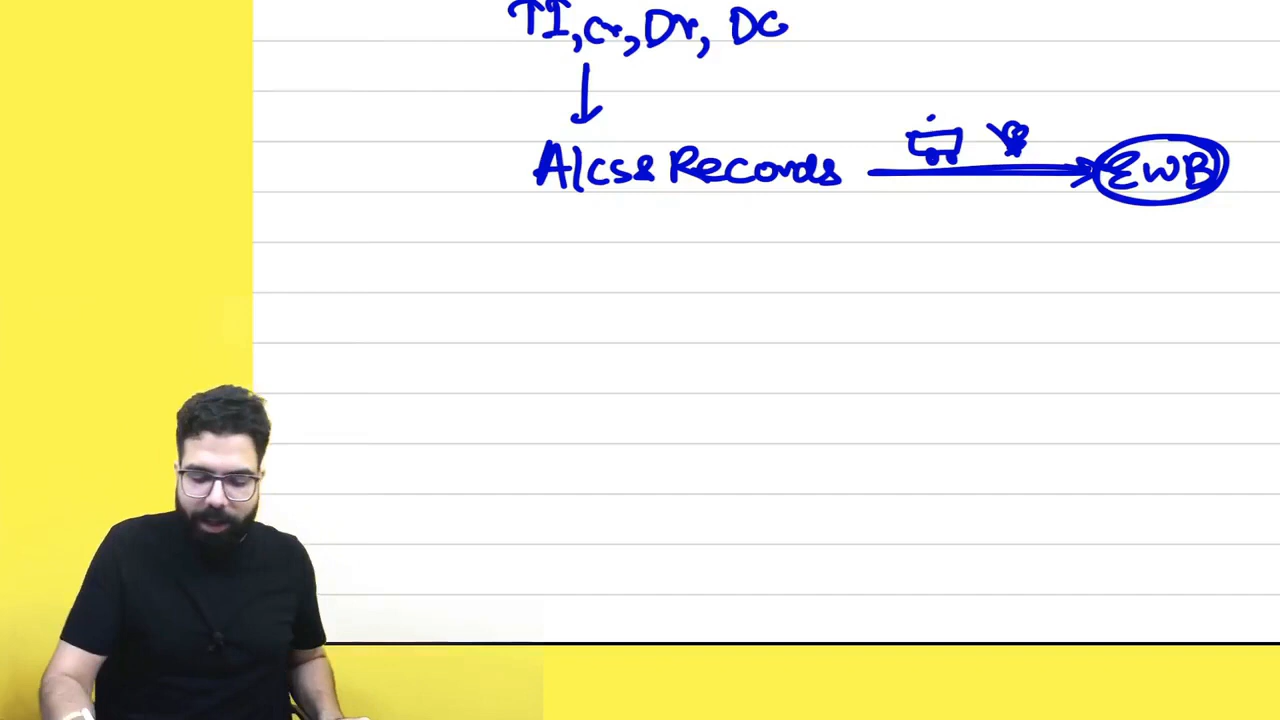 TI, Cr, Dr, DC
A/cs & Records
EWB